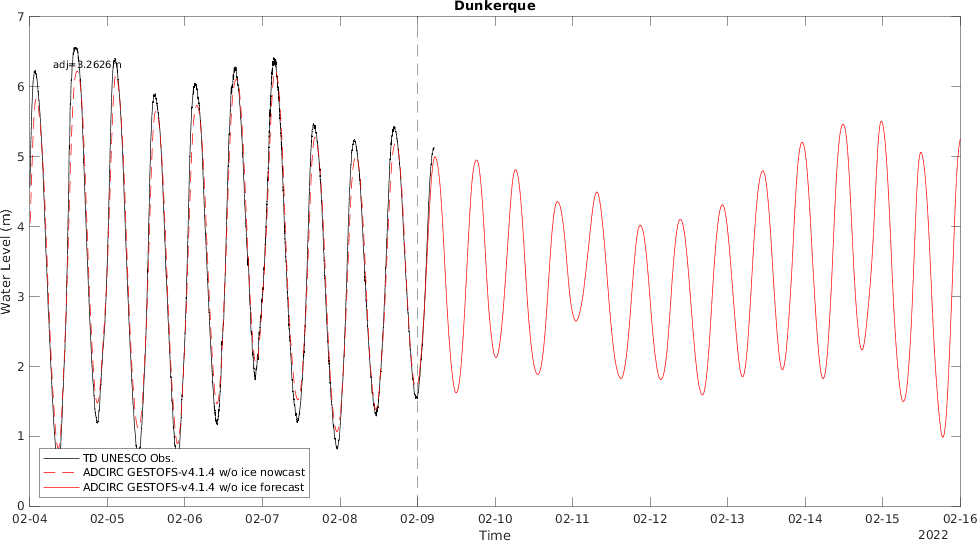 Dunkerque
7
6
5
4
3
2
1
0
Water Level (m)
adj=3.2626 m
TD UNESCO Obs.
ADCIRC GESTOFS-v4.1.4 w/o ice nowcast
ADCIRC GESTOFS-v4.1.4 w/o ice forecast
02-04 02-05 02-06 02-07 02-08 02-09 02-10 02-11 02-12 02-13 02-14 02-15 02-16
Time
2022